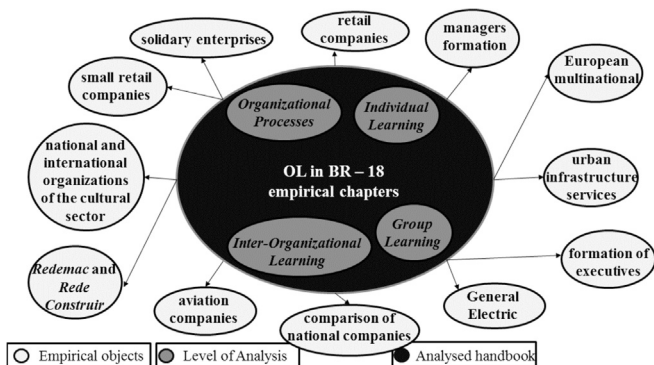 retail
companies
managers
formation
solidary enterprises
European
multinational
small retail
companies
Organizational
Processes
Individual
Learning
national and
international
organizations
of the cultural
sector
OL in BR – 18
empirical chapters
urban
infrastructure
services
Inter-Organizational
Learning
Group
Learning
Redemac and
Rede
Construir
formation of
executives
aviation
companies
comparison of
national companies
General
Electric
Empirical objects
Level of Analysis
Analysed handbook